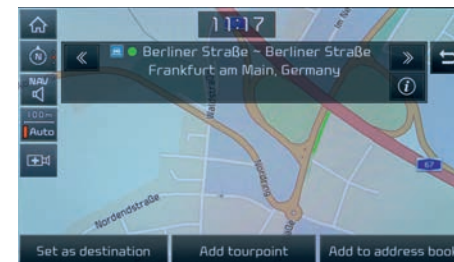 11:17
« Berliner Straße ~ Berliner Straße »
Frankfurt am Main, Germany
N
NAV
i
100m
Auto
67
Nordring
Nordendstraße
Set as destination
Add tourpoint
Add to address book